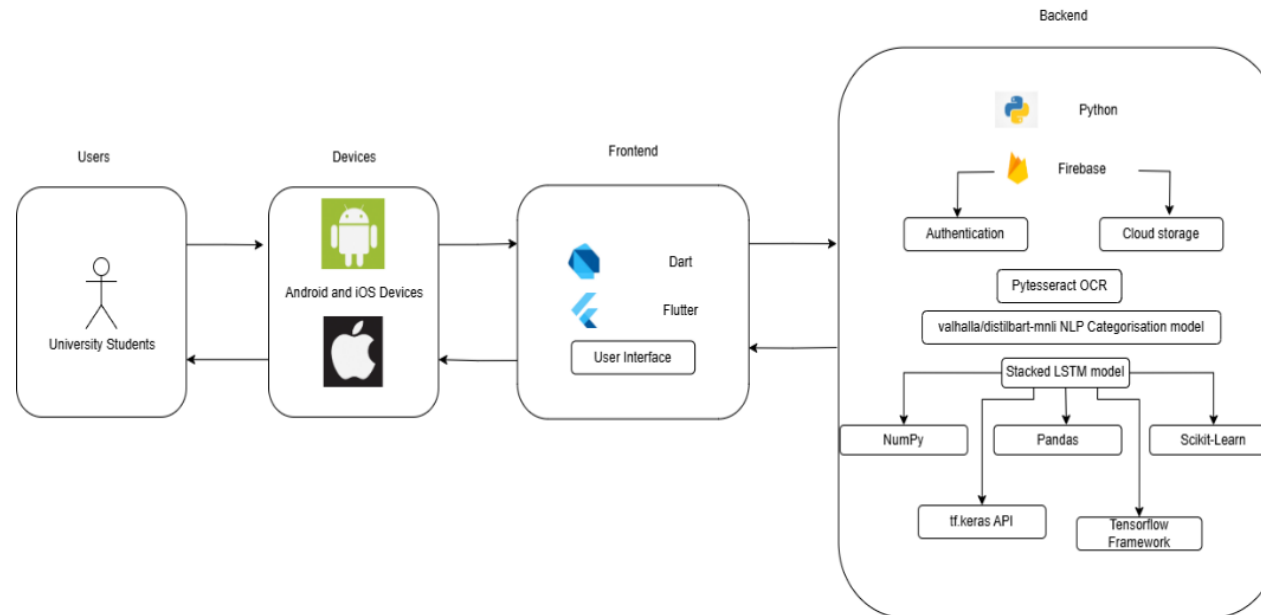 Backend
Python
Users
Devices
Frontend
Firebase
Authentication
Cloud storage
Dart
Pytesseract OCR
Android and iOS Devices
Flutter
valhalla/distilbart-mnli NLP Categorisation model
University Students
User Interface
Stacked LSTM model
NumPy
Pandas
Scikit-Learn
tf.keras API
Tensorflow
Framework